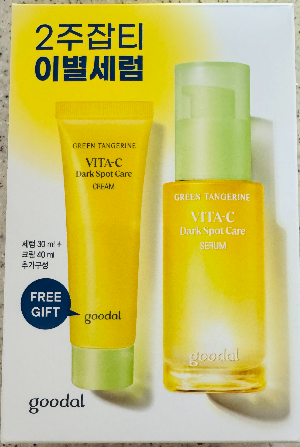 2주잡티
이별세럼
GREEN TANGERINE
VITA-C
Dark Spot Care
CREAM
GREEN TANGERINE
VITA-C
Dark Spot Care
SERUM
세럼 30 ml +
크림 40 ml
추가구성
FREE
GIFT
goodal
goodal
goodal